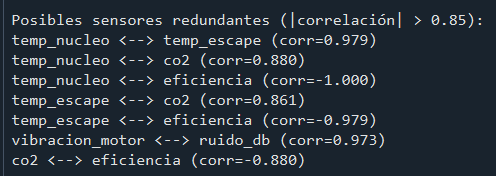 Posibles sensores redundantes (|correlación| > 0.85):
temp_nucleo <--> temp_escape (corr=0.979)
temp_nucleo <--> co2 (corr=0.880)
temp_nucleo <--> eficiencia (corr=-1.000)
temp_escape <--> co2 (corr=0.861)
temp_escape <--> eficiencia (corr=-0.979)
vibracion_motor <--> ruido_db (corr=0.973)
co2 <--> eficiencia (corr=-0.880)